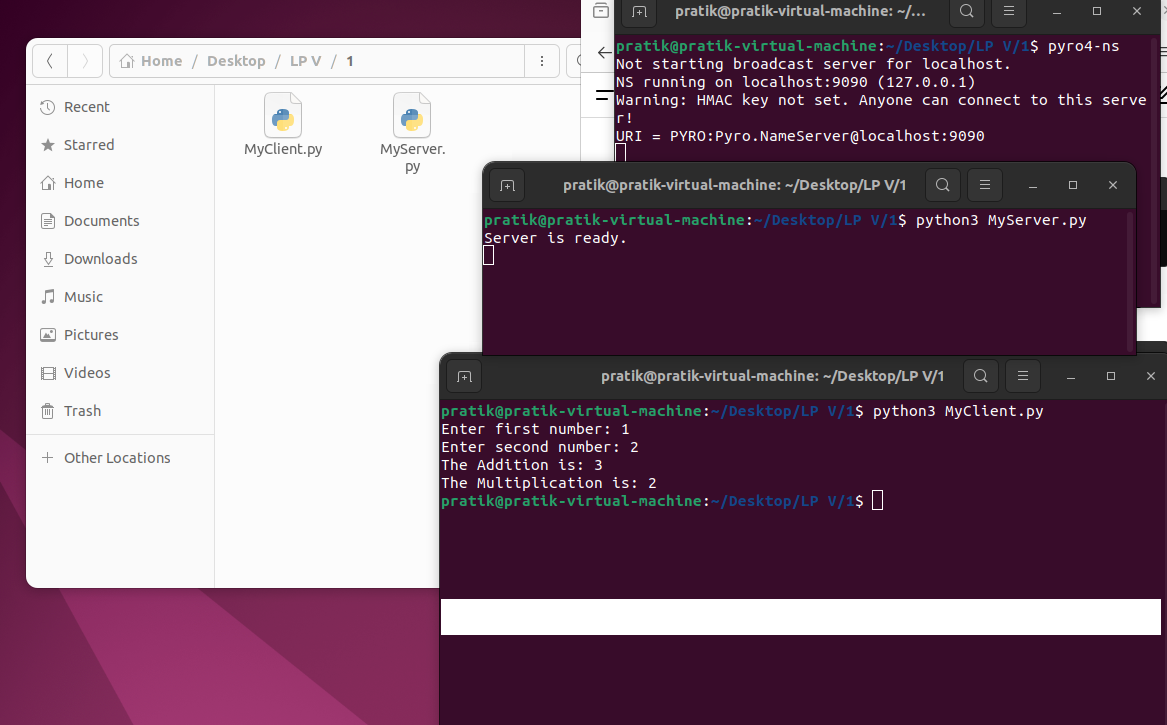 Home / Desktop / LP V / 1
Recent
Starred
Home
Documents
Downloads
Music
Pictures
Videos
Trash
Other Locations
MyClient.py
MyServer.
py
pratik@pratik-virtual-machine: ~/...
pratik@pratik-virtual-machine:~/Desktop/LP V/1$ pyro4-ns
Not starting broadcast server for localhost.
NS running on localhost:9090 (127.0.0.1)
Warning: HMAC key not set. Anyone can connect to this serve
r!
URI = PYRO:Pyro.NameServer@localhost:9090
pratik@pratik-virtual-machine: ~/Desktop/LP V/1
pratik@pratik-virtual-machine:~/Desktop/LP V/1$ python3 MyServer.py
Server is ready.
pratik@pratik-virtual-machine: ~/Desktop/LP V/1
pratik@pratik-virtual-machine:~/Desktop/LP V/1$ python3 MyClient.py
Enter first number: 1
Enter second number: 2
The Addition is: 3
The Multiplication is: 2
pratik@pratik-virtual-machine:~/Desktop/LP V/1$